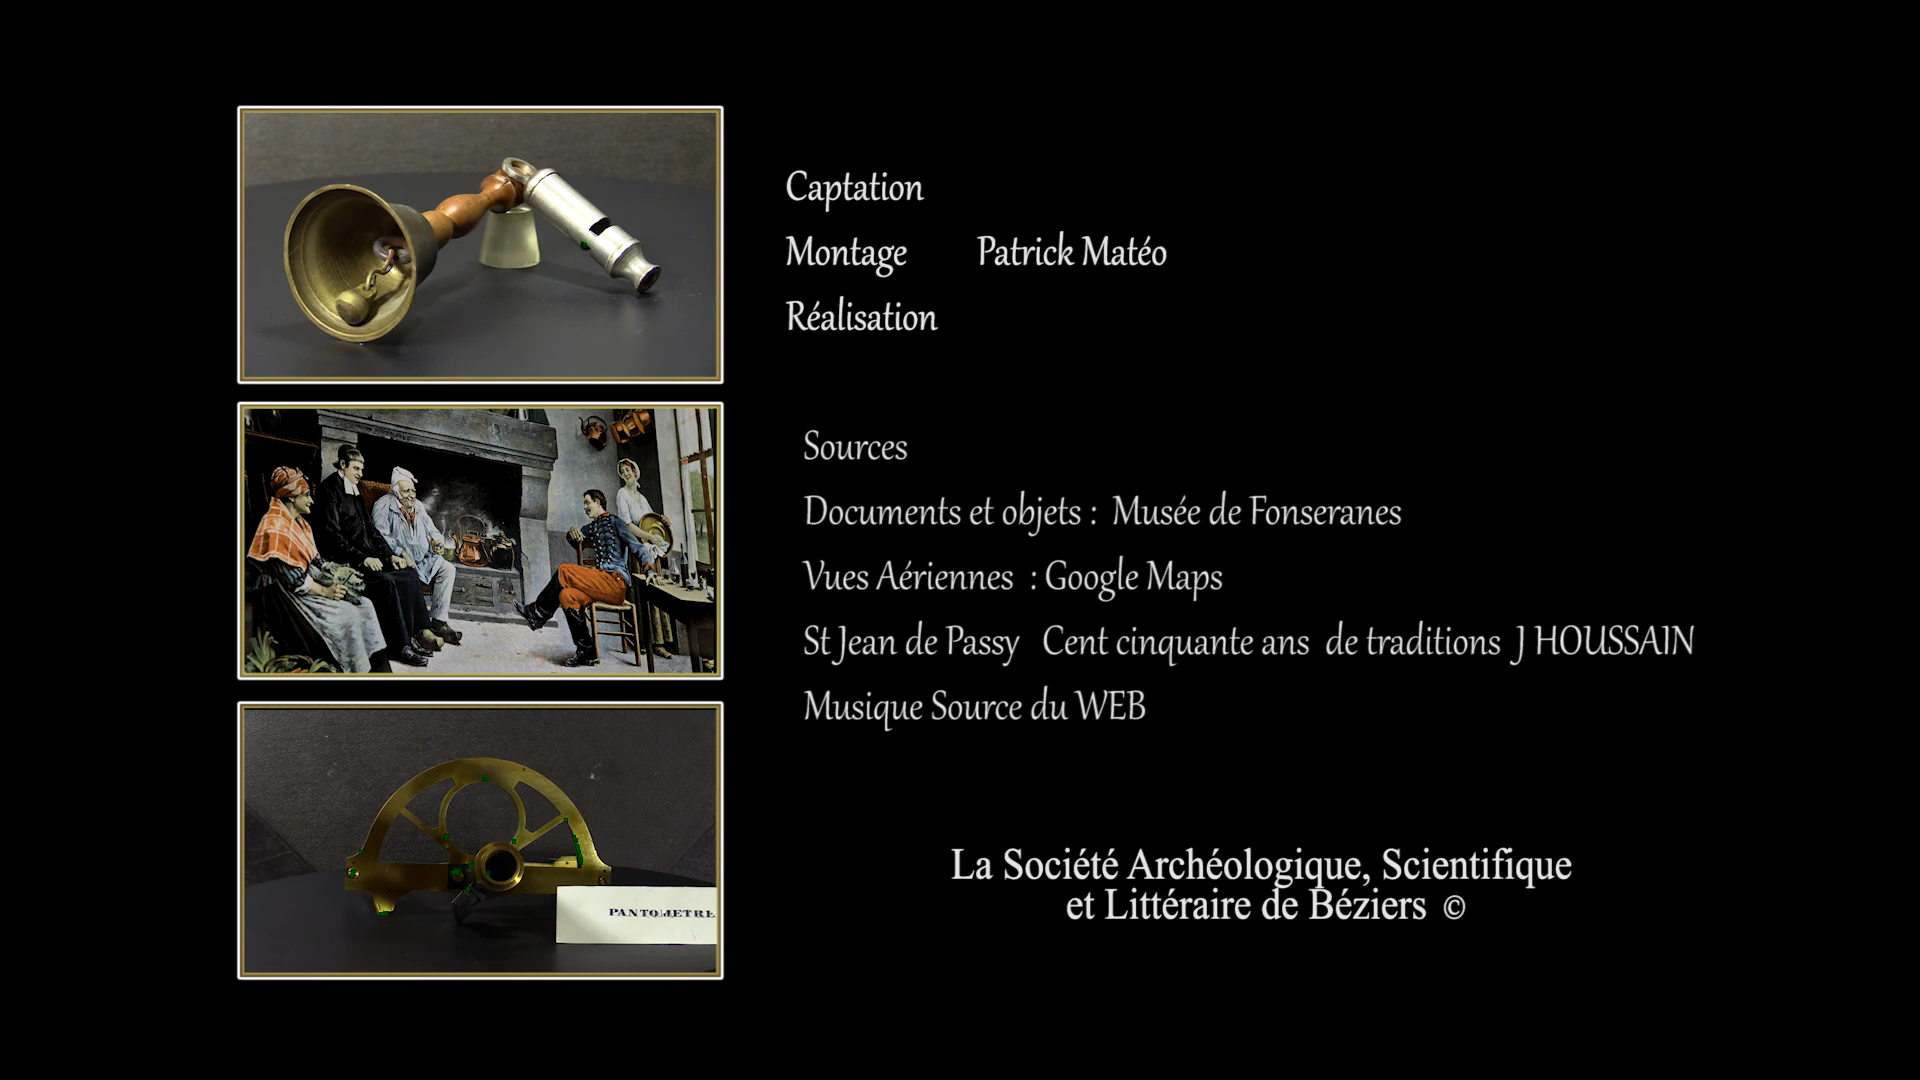 Captation
Montage Patrick Matéo
Réalisation
Sources
Documents et objets : Musée de Fonseranes
Vues Aériennes : Google Maps
St Jean de Passy Cent cinquante ans de traditions J HOUSSAIN
Musique Source du WEB
PANTOMETRE
La Société Archéologique, Scientifique
et Littéraire de Béziers ©